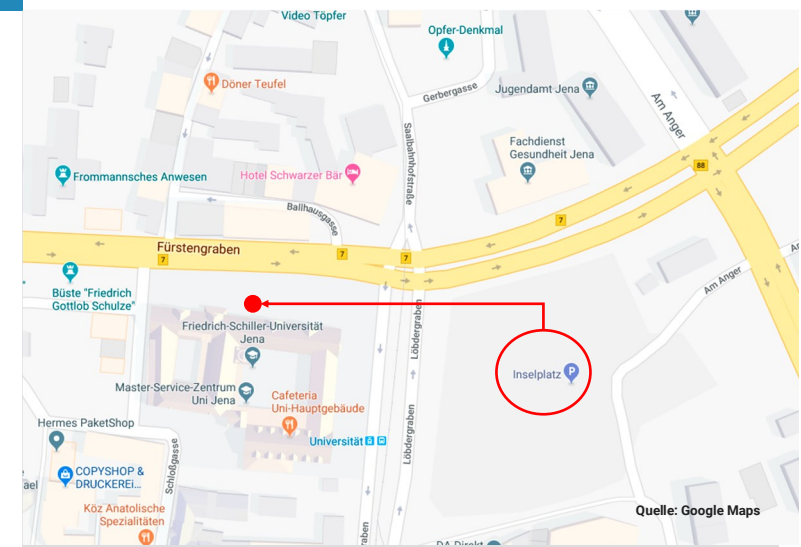 Video Töpfer
Opfer-Denkmal
Döner Teufel
Gerbergasse
Jugendamt Jena
Am Anger
Saalbahnhofstraße
Fachdienst
Gesundheit Jena
88
Frommannsches Anwesen
Hotel Schwarzer Bär
Ballhausgasse
7
Fürstengraben
7
7
7
Am Anger
Büste "Friedrich
Gottlob Schulze"
Friedrich-Schiller-Universität
Jena
Löbdergraben
Inselplatz
P
Master-Service-Zentrum
Uni Jena
Cafeteria
Uni-Hauptgebäude
Hermes PaketShop
Universität
Löbdergraben
Schloßgasse
COPYSHOP &
DRUCKEREi...
ael
Köz Anatolische
Spezialitäten
Quelle: Google Maps